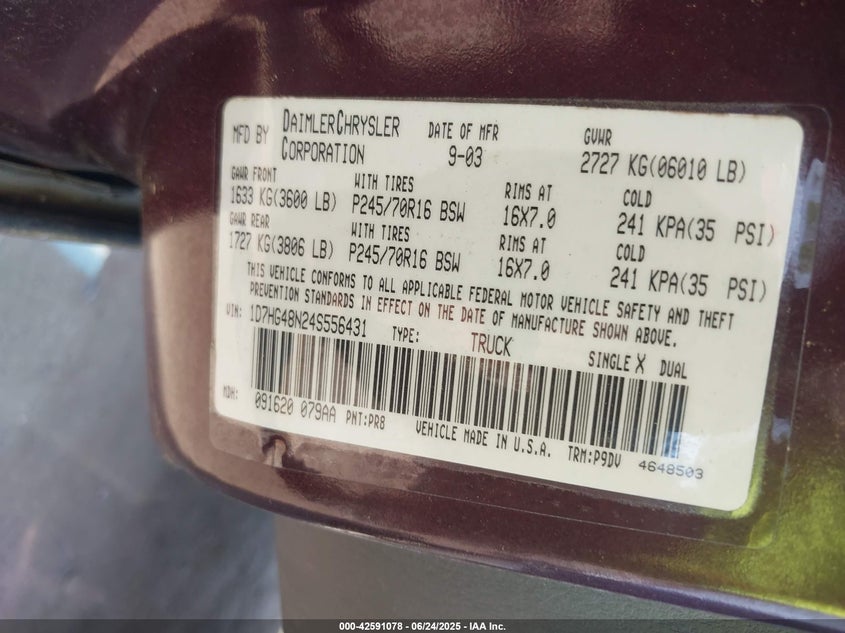 MFD BY DAIMLERCHRYSLER CORPORATION DATE OF MFR 9-03 GVWR 2727 KG(06010 LB)
GAWR FRONT WITH TIRES RIMS AT COLD
1633 KG(3600 LB) P245/70R16 BSW 16X7.0 241 KPA(35 PSI)
GAWR REAR WITH TIRES RIMS AT COLD
1727 KG(3806 LB) P245/70R16 BSW 16X7.0 241 KPA(35 PSI)
THIS VEHICLE CONFORMS TO ALL APPLICABLE FEDERAL MOTOR VEHICLE SAFETY AND THEFT
PREVENTION STANDARDS IN EFFECT ON THE DATE OF MANUFACTURE SHOWN ABOVE.
VIN: 1D7HG48N24S556431 TYPE: TRUCK SINGLE X DUAL
MDH: 091620 079AA PNT:PR8 VEHICLE MADE IN U.S.A. TRM:P9DV 4648503
000-42591078 - 06/24/2025 - IAA Inc.